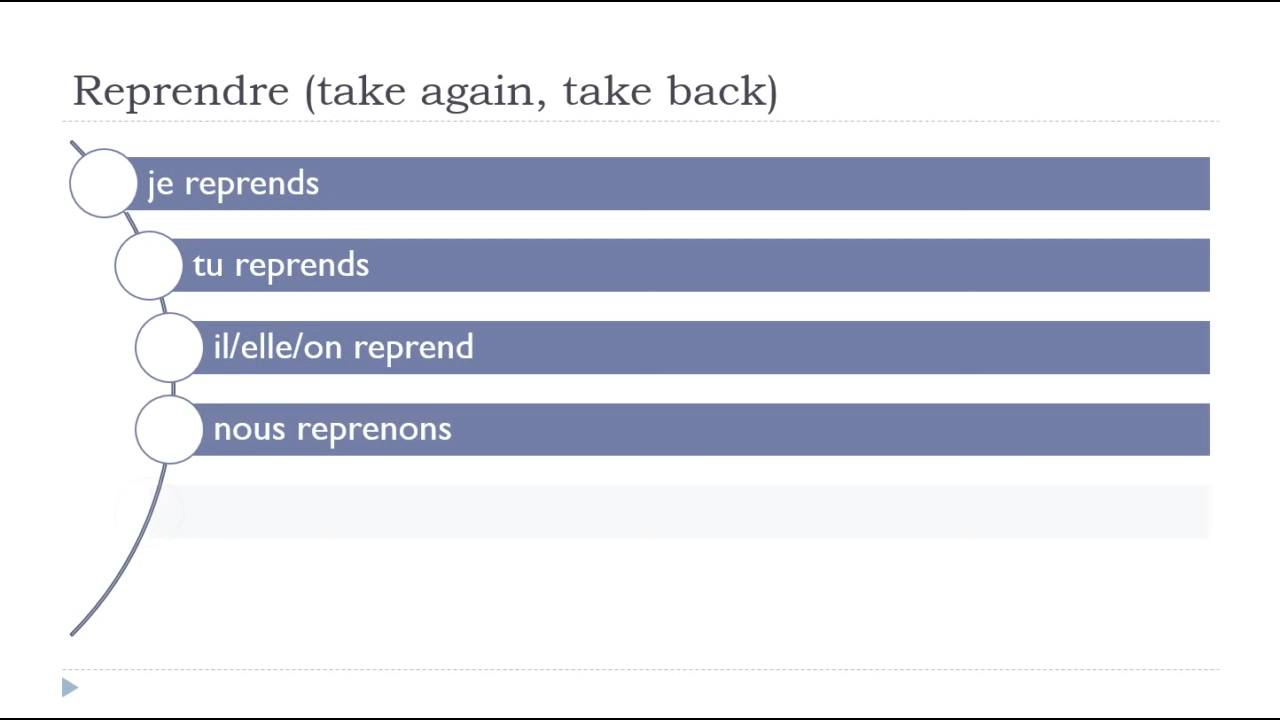 Reprendre (take again, take back)
je reprends
tu reprends
il/elle/on reprend
nous reprenons